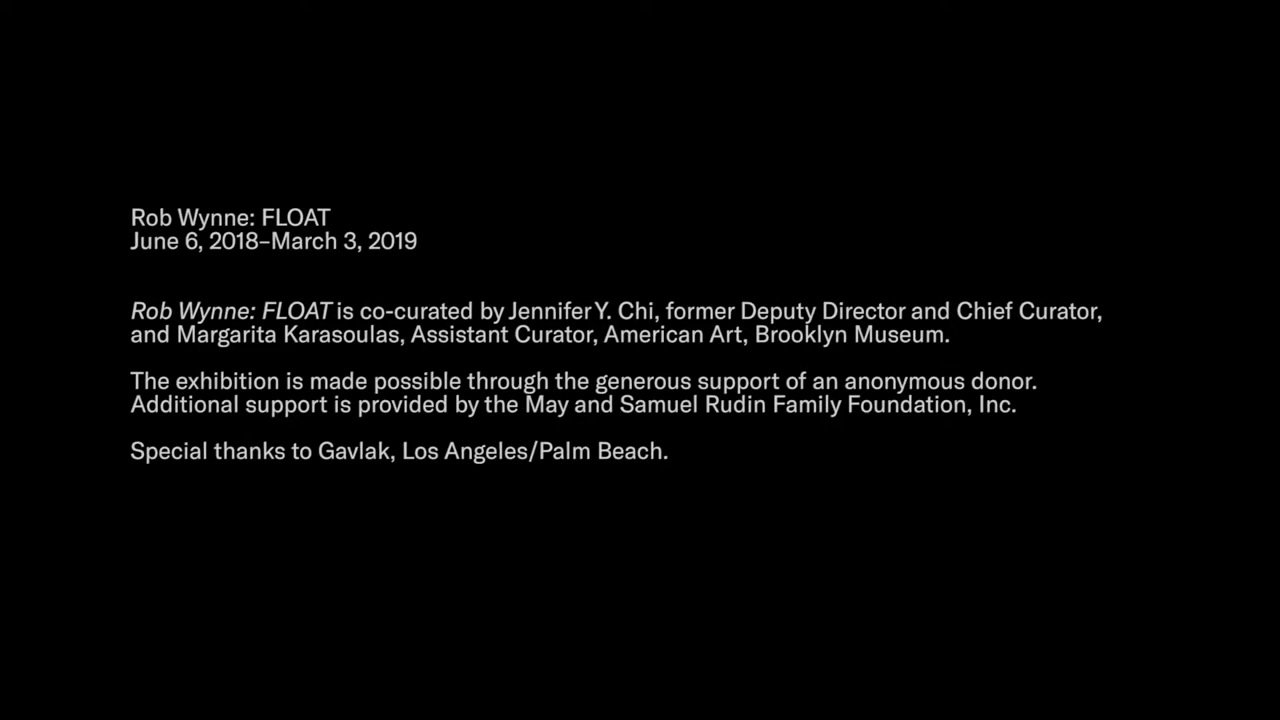 Rob Wynne: FLOAT
June 6, 2018–March 3, 2019
Rob Wynne: FLOAT is co-curated by Jennifer Y. Chi, former Deputy Director and Chief Curator,
and Margarita Karasoulas, Assistant Curator, American Art, Brooklyn Museum.
The exhibition is made possible through the generous support of an anonymous donor.
Additional support is provided by the May and Samuel Rudin Family Foundation, Inc.
Special thanks to Gavlak, Los Angeles/Palm Beach.